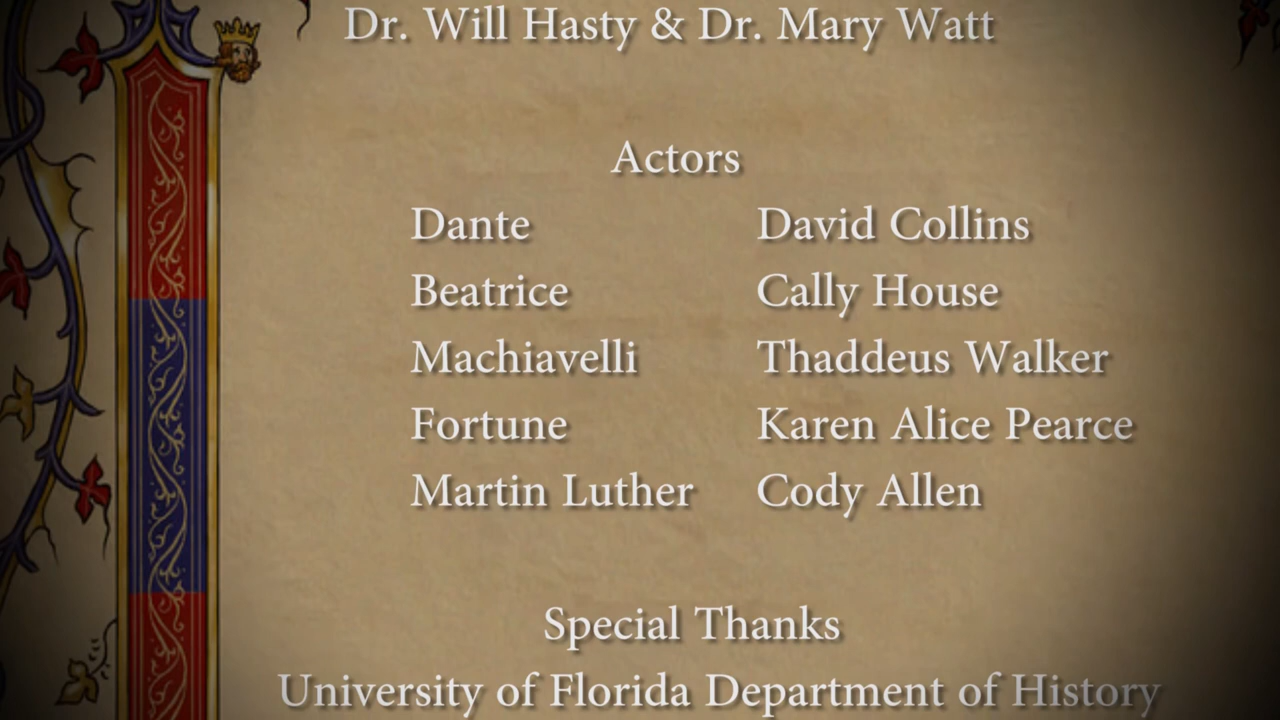 Dr. Will Hasty & Dr. Mary Watt
Actors
Dante David Collins
Beatrice Cally House
Machiavelli Thaddeus Walker
Fortune Karen Alice Pearce
Martin Luther Cody Allen
Special Thanks
University of Florida Department of History